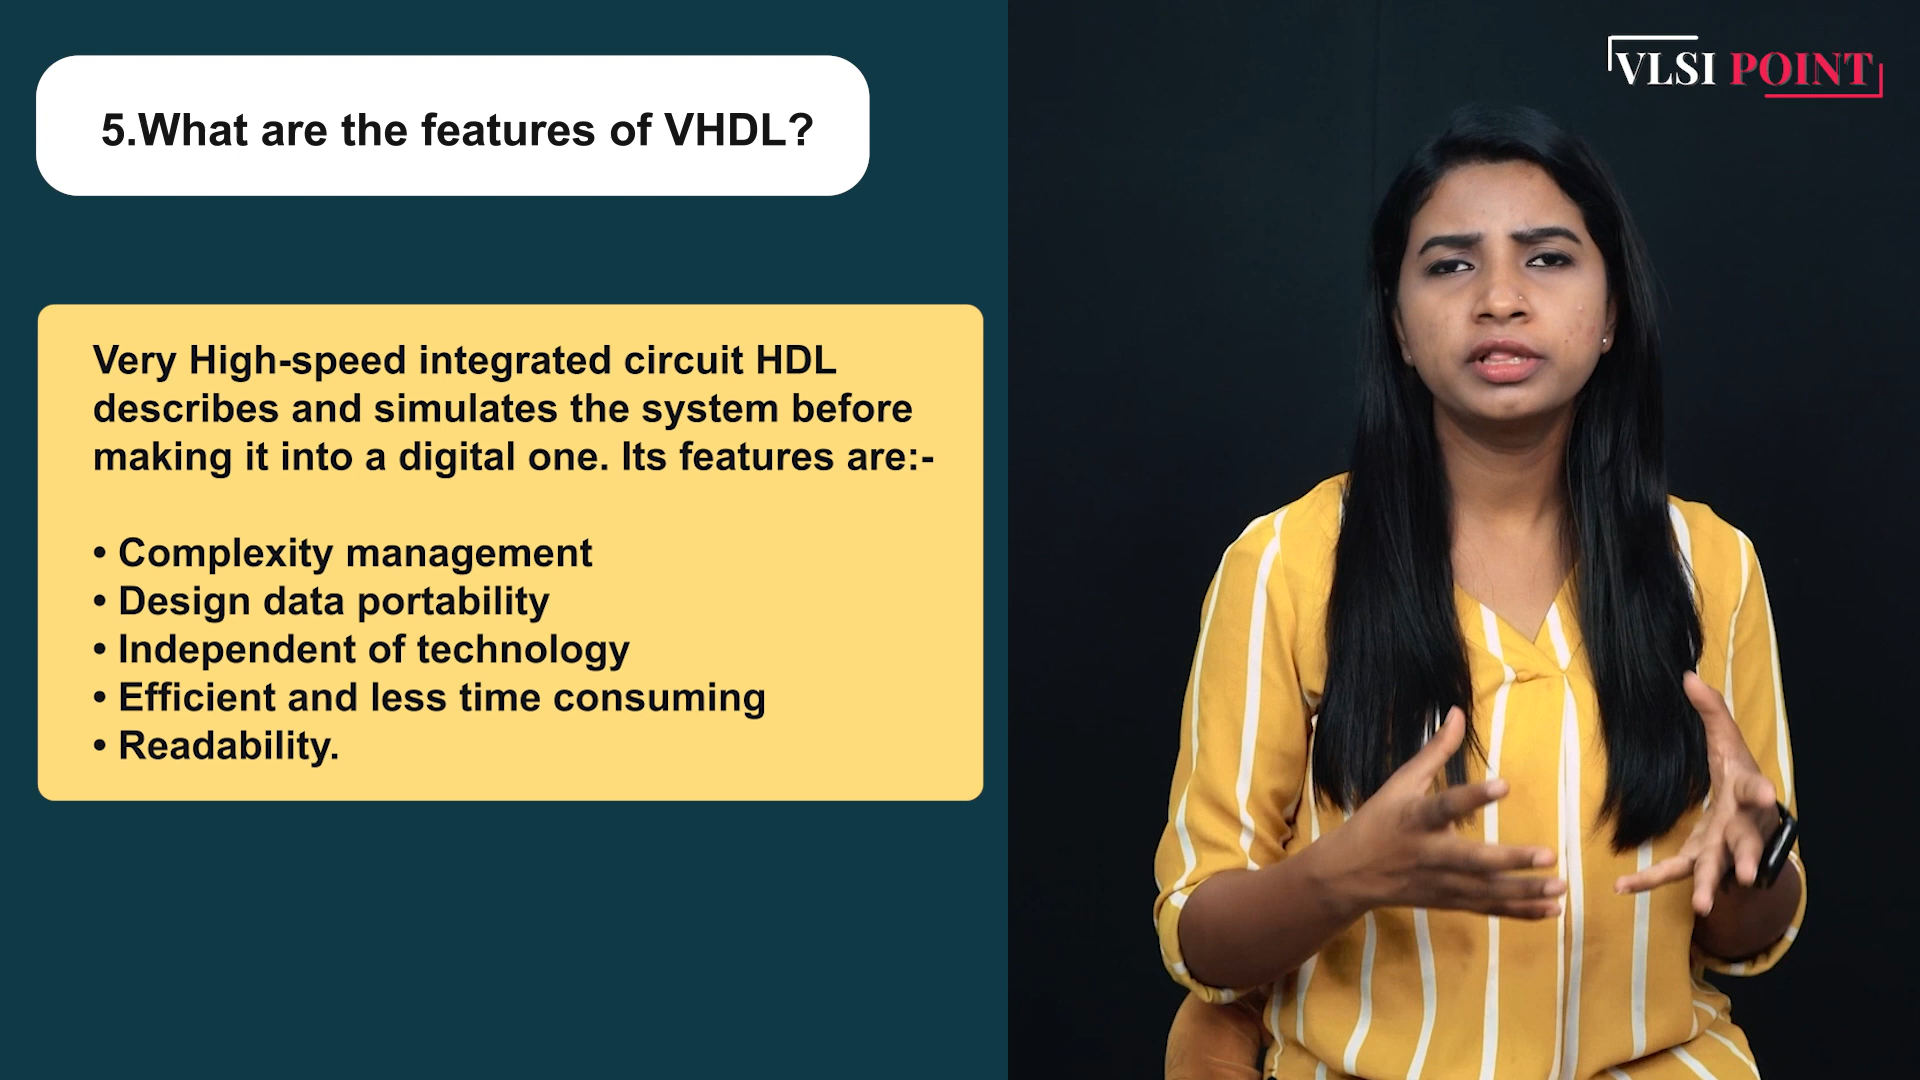 VLSI POINT
5.What are the features of VHDL?
Very High-speed integrated circuit HDL
describes and simulates the system before
making it into a digital one. Its features are:-
• Complexity management
• Design data portability
• Independent of technology
• Efficient and less time consuming
• Readability.